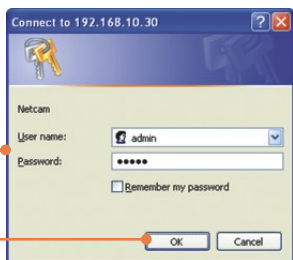 Connect to 192.168.10.30
Netcam
User name:
admin
Password:
•••••
Remember my password
OK
Cancel